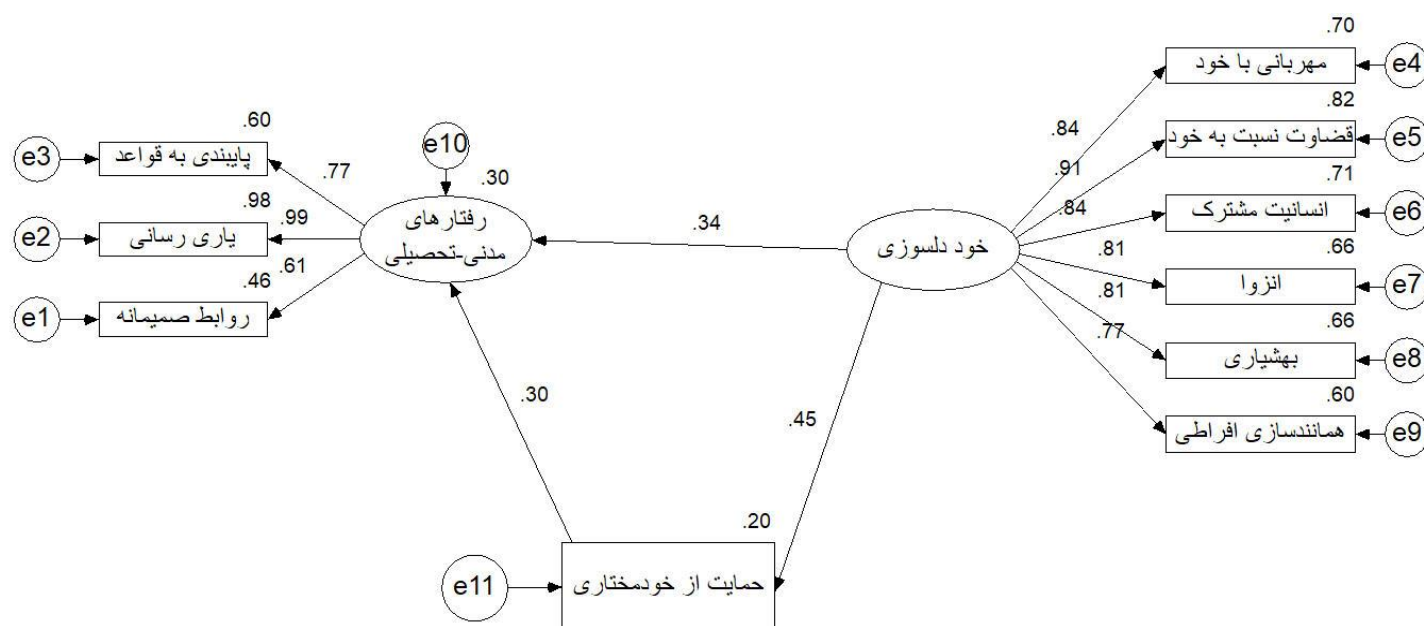 .70
مهربانی با خود
e4
.82
قضاوت نسبت به خود
e5
.71
انسانیت مشترک
e6
.66
انزوا
e7
.66
بهشیاری
e8
.60
همانندسازی افراطی
e9
.84
.91
.84
.81
.81
.77
خود دلسوزی
.34
.45
e10
.30
رفتارهای
مدنی-تحصیلی
.77
.99
.61
.60
پایبندی به قواعد
e3
.98
یاری رسانی
e2
.46
روابط صمیمانه
e1
.30
.20
حمایت از خودمختاری
e11